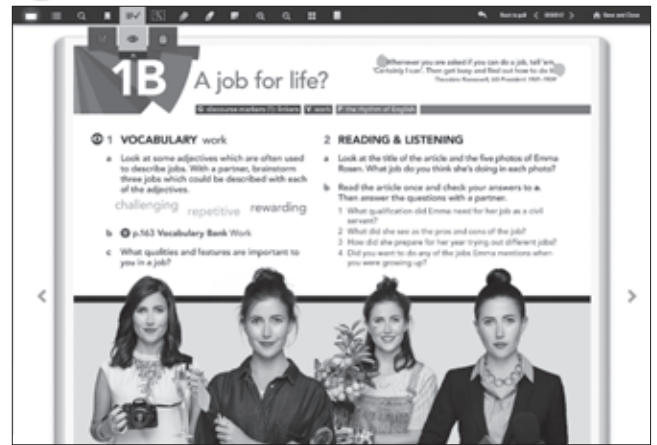 Back to pdf
Save and Close
1B
A job for life?
Whenever you are asked if you can do a job, tell 'em,
'Certainly I can'. Then get busy and find out how to do it.
Theodore Roosevelt, US President 1901–1909
G discourse markers (1): linkers V work P the rhythm of English
1 VOCABULARY work
a Look at some adjectives which are often used
to describe jobs. With a partner, brainstorm
three jobs which could be described with each
of the adjectives.
challenging repetitive rewarding
b p.163 Vocabulary Bank Work
c What qualities and features are important to
you in a job?
2 READING & LISTENING
a Look at the title of the article and the five photos of Emma
Rosen. What job do you think she's doing in each photo?
b Read the article once and check your answers to a.
Then answer the questions with a partner.
1 What qualification did Emma need for her job as a civil
servant?
2 What did she see as the pros and cons of the job?
3 How did she prepare for her year trying out different jobs?
4 Did you want to do any of the jobs Emma mentions when
you were growing up?